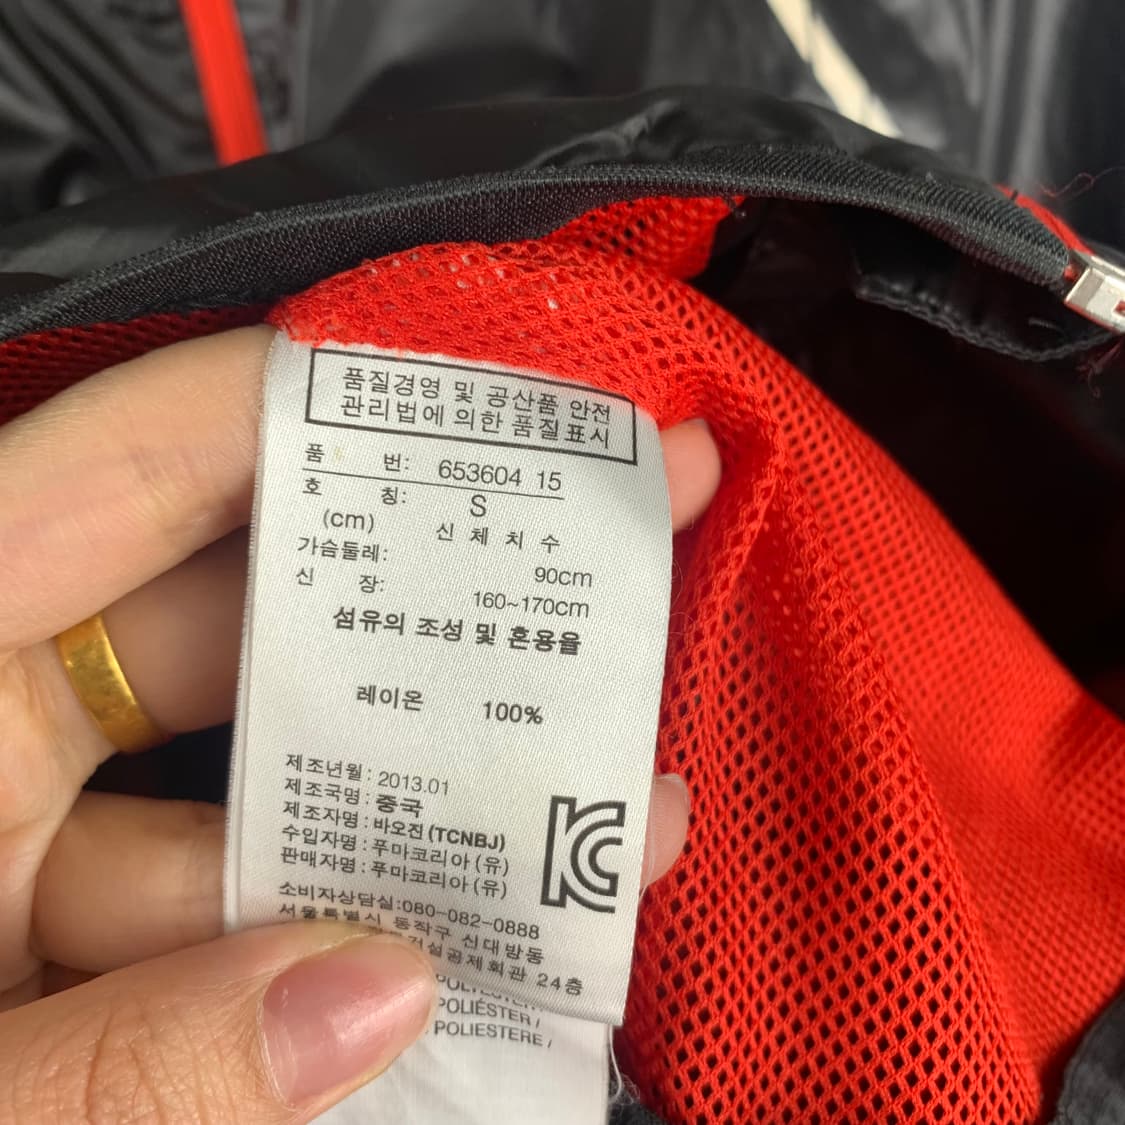 품질경영 및 공산품 안전
관리법에 의한 품질표시
품 번: 653604 15
호 칭: S
(cm) 신 체 치 수
가슴둘레: 90cm
신 장: 160~170cm
섬유의 조성 및 혼용율
레이온 100%
제조년월: 2013.01
제조국명: 중국
제조자명: 바오진(TCNBJ)
수입자명: 푸마코리아(유)
판매자명: 푸마코리아(유)
KC
소비자상담실:080-082-0888
서울특별시 동작구 신대방동
건설공제회관 24층
POLYESTER/
POLIÉSTER /
POLIESTERE /